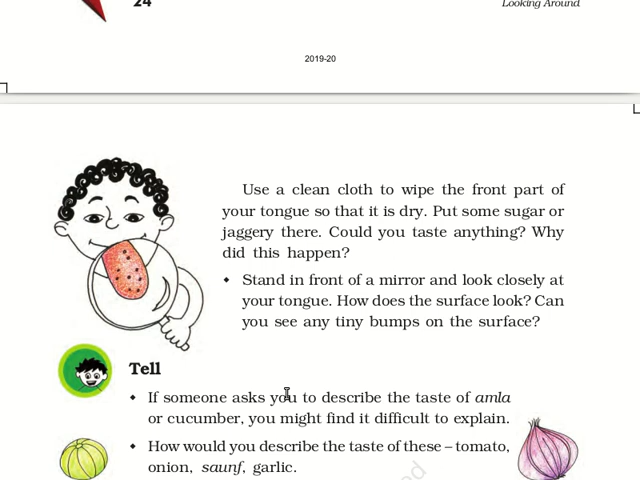 24
Looking Around
2019-20
Use a clean cloth to wipe the front part of
your tongue so that it is dry. Put some sugar or
jaggery there. Could you taste anything? Why
did this happen?
Stand in front of a mirror and look closely at
your tongue. How does the surface look? Can
you see any tiny bumps on the surface?
Tell
If someone asks you to describe the taste of amla
or cucumber, you might find it difficult to explain.
How would you describe the taste of these – tomato,
onion, saunf, garlic.